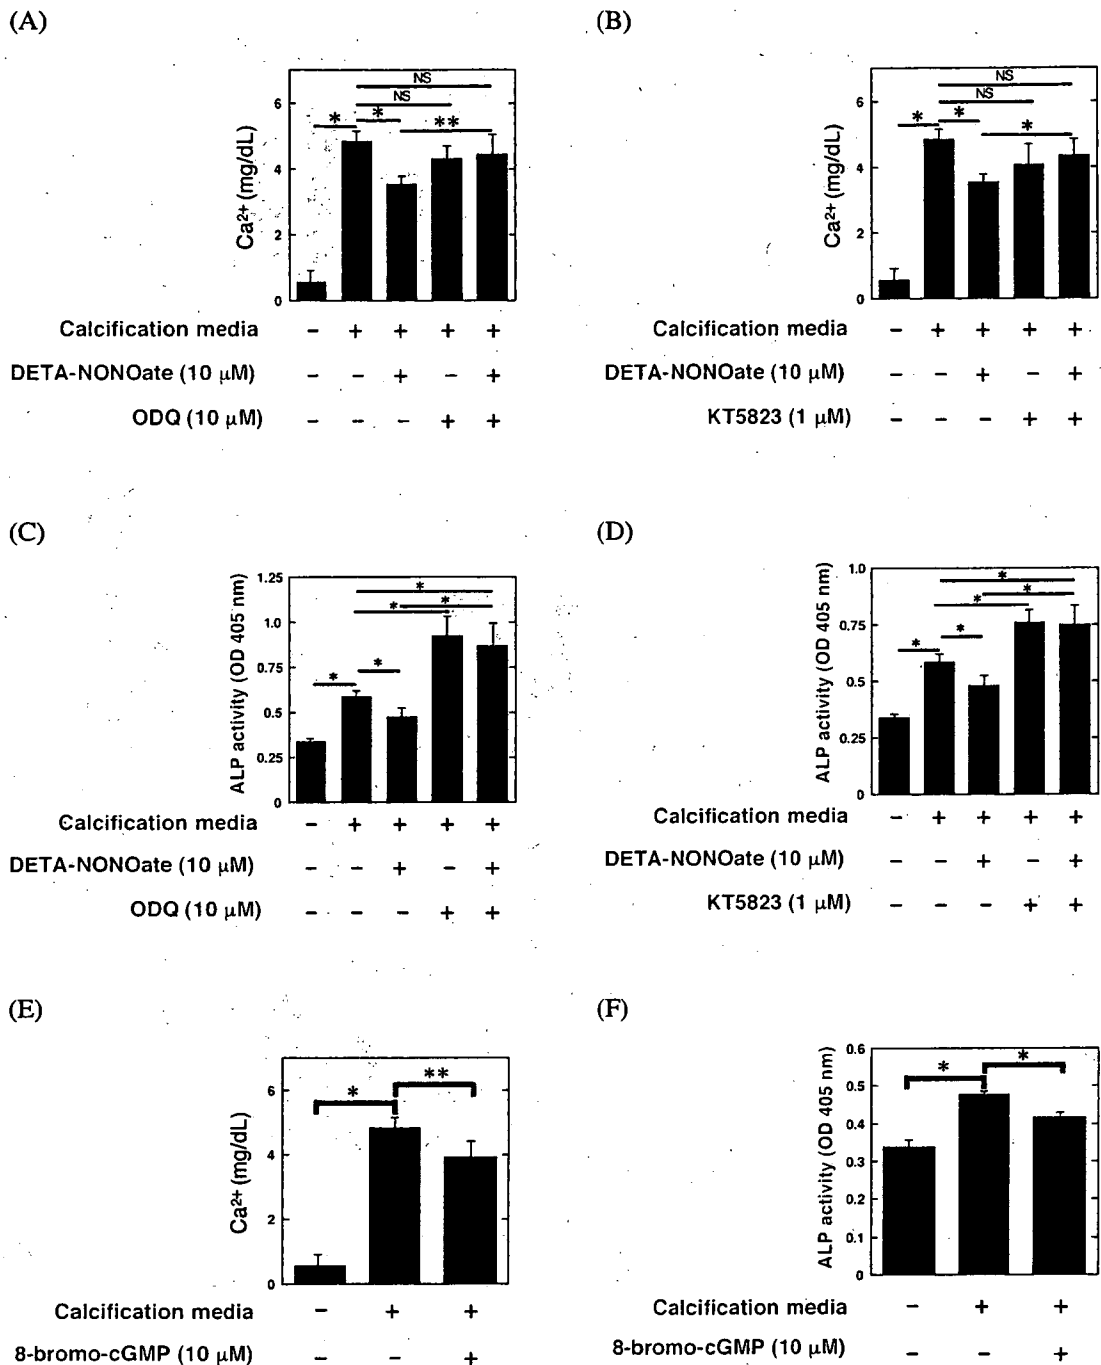 (A)
NS
NS
* * **
Ca2+ (mg/dL)
6
4
2
0
Calcification media - + + + +
DETA-NONOate (10 μM) - - + - +
ODQ (10 μM) - - - + +
(B)
NS
NS
* * *
Ca2+ (mg/dL)
6
4
2
0
Calcification media - + + + +
DETA-NONOate (10 μM) - - + - +
KT5823 (1 μM) - - - + +
(C)
*
* *
* *
ALP activity (OD 405 nm)
1.25
1.0
0.75
0.5
0.25
0
Calcification media - + + + +
DETA-NONOate (10 μM) - - + - +
ODQ (10 μM) - - - + +
(D)
*
*
*
* *
ALP activity (OD 405 nm)
1.0
0.75
0.5
0.25
0
Calcification media - + + + +
DETA-NONOate (10 μM) - - + - +
KT5823 (1 μM) - - - + +
(E)
* **
Ca2+ (mg/dL)
6
4
2
0
Calcification media - + +
8-bromo-cGMP (10 μM) - - +
(F)
* *
ALP activity (OD 405 nm)
0.6
0.5
0.4
0.3
0.2
0.1
0
Calcification media - + +
8-bromo-cGMP (10 μM) - - +